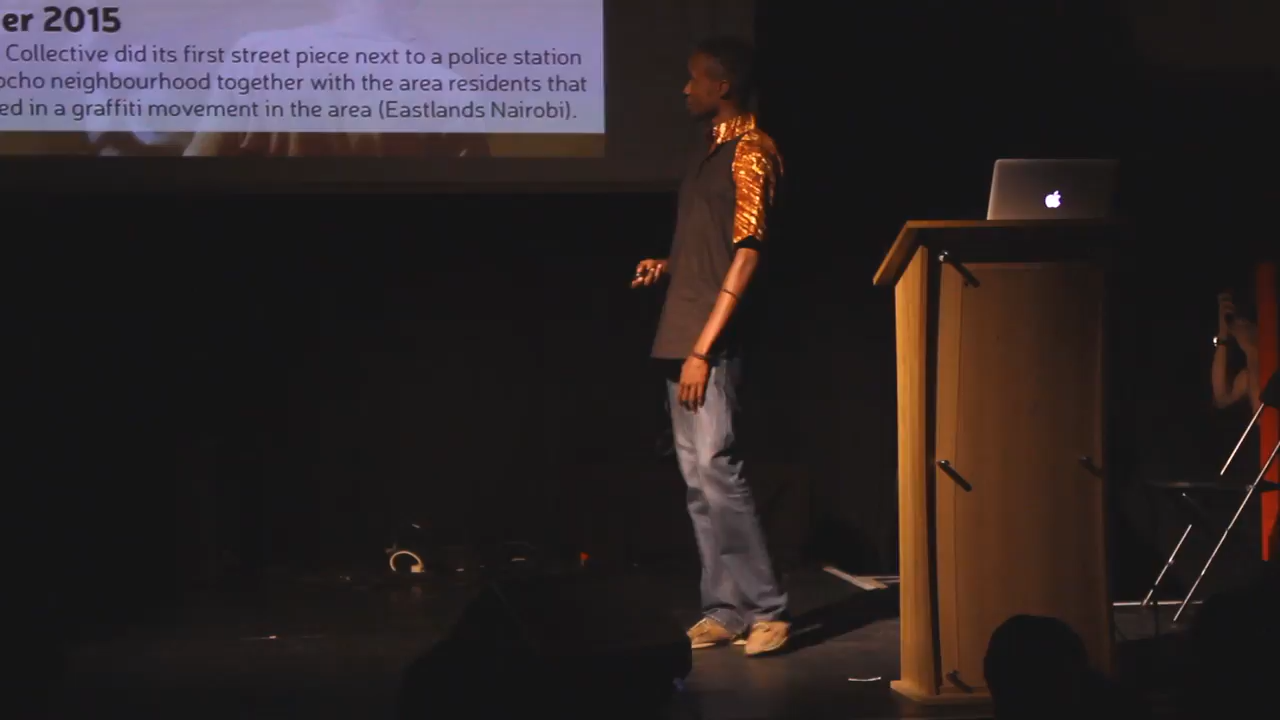 er 2015
Collective did its first street piece next to a police station
ocho neighbourhood together with the area residents that
ed in a graffiti movement in the area (Eastlands Nairobi).